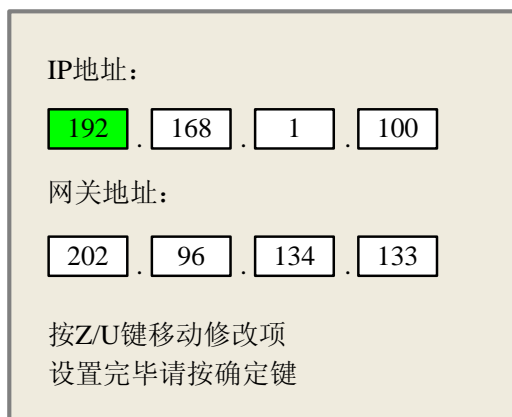 IP地址：
192 . 168 . 1 . 100
网关地址：
202 . 96 . 134 . 133
按Z/U键移动修改项
设置完毕请按确定键